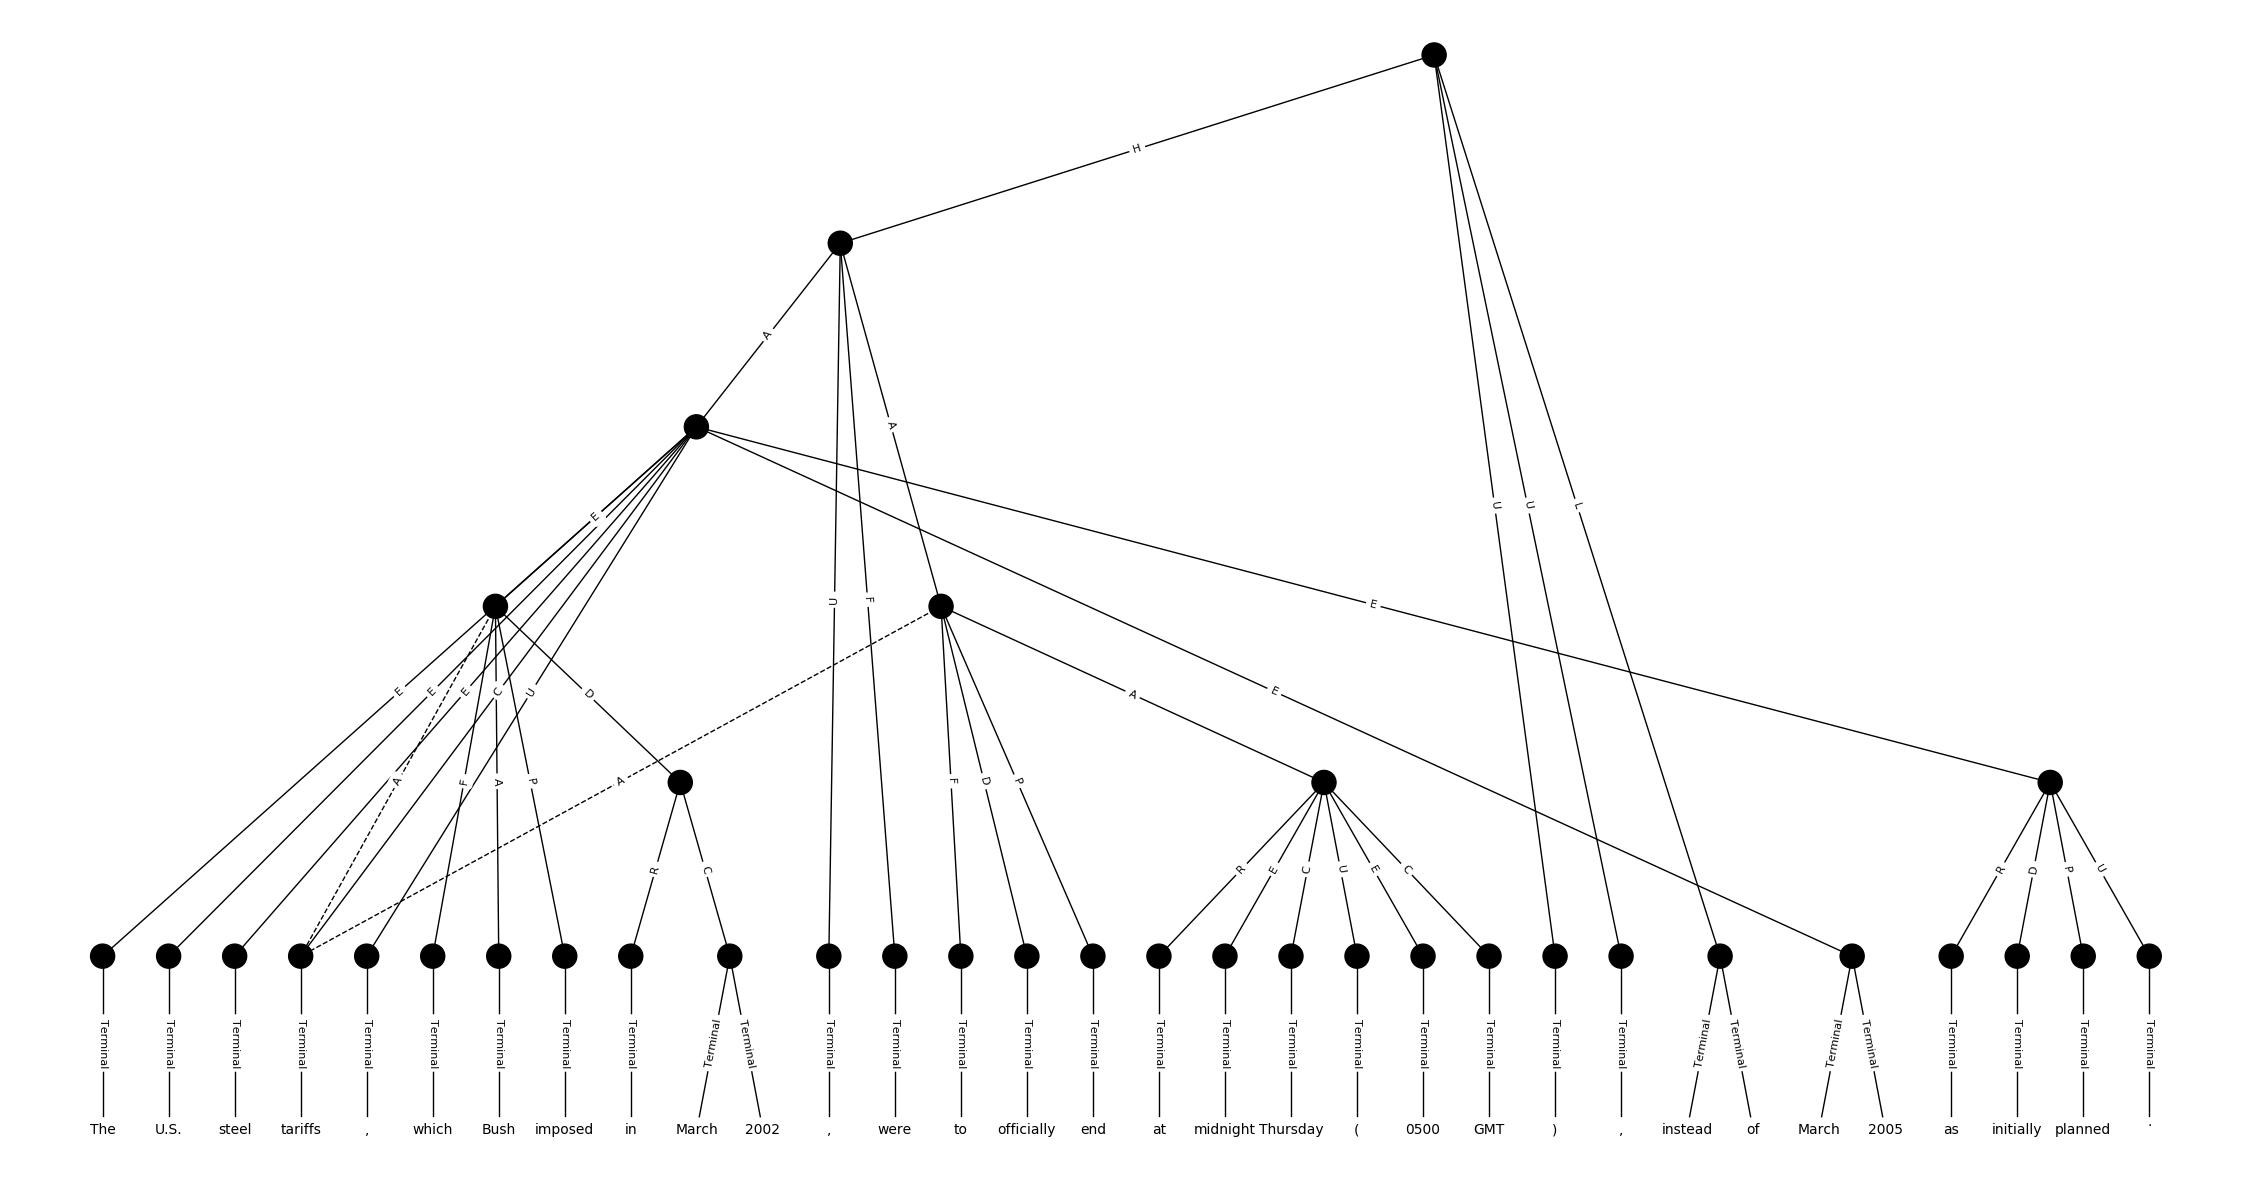 H
A
A
E
U
F
U
U
L
E
E
E
E
E
C
U
D
A
E
A
F
A
P
A
F
D
P
R
C
R
E
C
U
E
C
R
D
P
U
Terminal Terminal Terminal Terminal Terminal Terminal Terminal Terminal Terminal Terminal Terminal Terminal Terminal Terminal Terminal Terminal Terminal Terminal Terminal Terminal Terminal Terminal Terminal Terminal Terminal Terminal Terminal Terminal Terminal Terminal Terminal Terminal
The U.S. steel tariffs , which Bush imposed in March 2002 , were to officially end at midnight Thursday ( 0500 GMT ) , instead of March 2005 as initially planned .